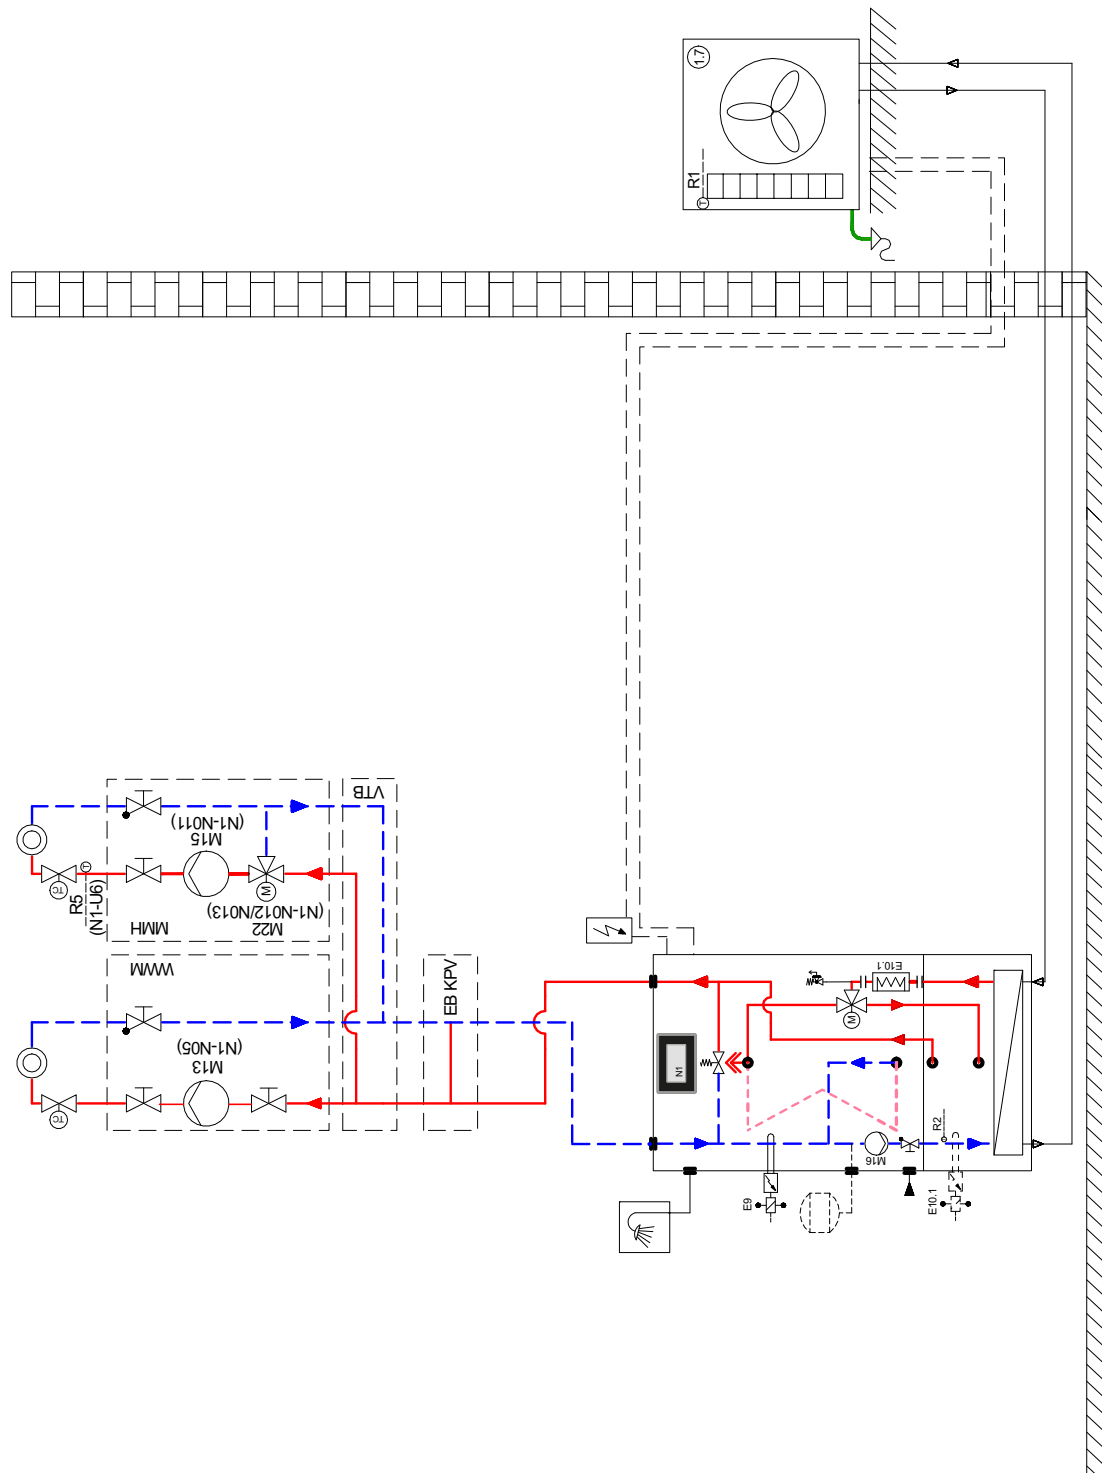 1.7
R1
T
VTB
M15
(N1-N011)
TC
R5
(N1-U6)
T
M
M22
(N1-N012/N013)
MMH
WWM
M13
(N1-N05)
TC
EB KPV
N1
E10.1
M
R2
M16
E9
E10.1